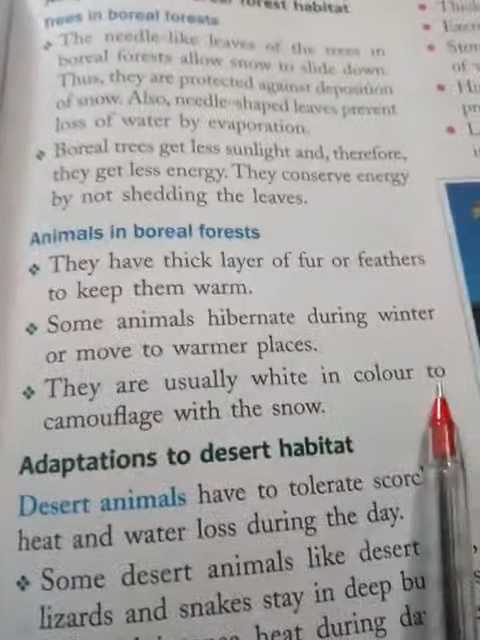 forest habitat
Trees in boreal forests
❖ The needle-like leaves of the trees in
boreal forests allow snow to slide down.
Thus, they are protected against deposition
of snow. Also, needle-shaped leaves prevent
loss of water by evaporation.
❖ Boreal trees get less sunlight and, therefore,
they get less energy. They conserve energy
by not shedding the leaves.
Animals in boreal forests
❖ They have thick layer of fur or feathers
to keep them warm.
❖ Some animals hibernate during winter
or move to warmer places.
❖ They are usually white in colour to
camouflage with the snow.
Adaptations to desert habitat
Desert animals have to tolerate
heat and water loss during the day.
❖ Some desert animals like desert
lizards and snakes stay in deep
heat during